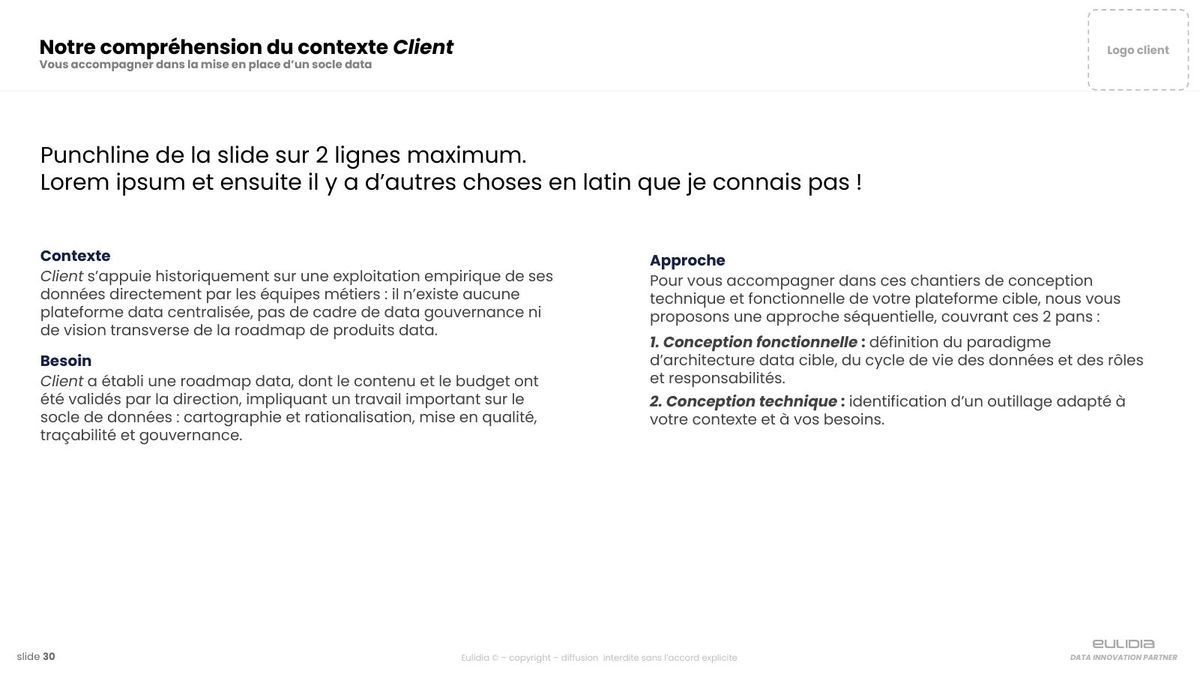 Notre compréhension du contexte Client
Vous accompagner dans la mise en place d’un socle data
Logo client
Punchline de la slide sur 2 lignes maximum.
Lorem ipsum et ensuite il y a d’autres choses en latin que je connais pas !
Contexte
Client s’appuie historiquement sur une exploitation empirique de ses
données directement par les équipes métiers : il n’existe aucune
plateforme data centralisée, pas de cadre de data gouvernance ni
de vision transverse de la roadmap de produits data.
Besoin
Client a établi une roadmap data, dont le contenu et le budget ont
été validés par la direction, impliquant un travail important sur le
socle de données : cartographie et rationalisation, mise en qualité,
traçabilité et gouvernance.
Approche
Pour vous accompagner dans ces chantiers de conception
technique et fonctionnelle de votre plateforme cible, nous vous
proposons une approche séquentielle, couvrant ces 2 pans :
1. Conception fonctionnelle : définition du paradigme
d’architecture data cible, du cycle de vie des données et des rôles
et responsabilités.
2. Conception technique : identification d’un outillage adapté à
votre contexte et à vos besoins.
slide 30
Eulidia © – copyright – diffusion interdite sans l’accord explicite
EULIDIA
DATA INNOVATION PARTNER